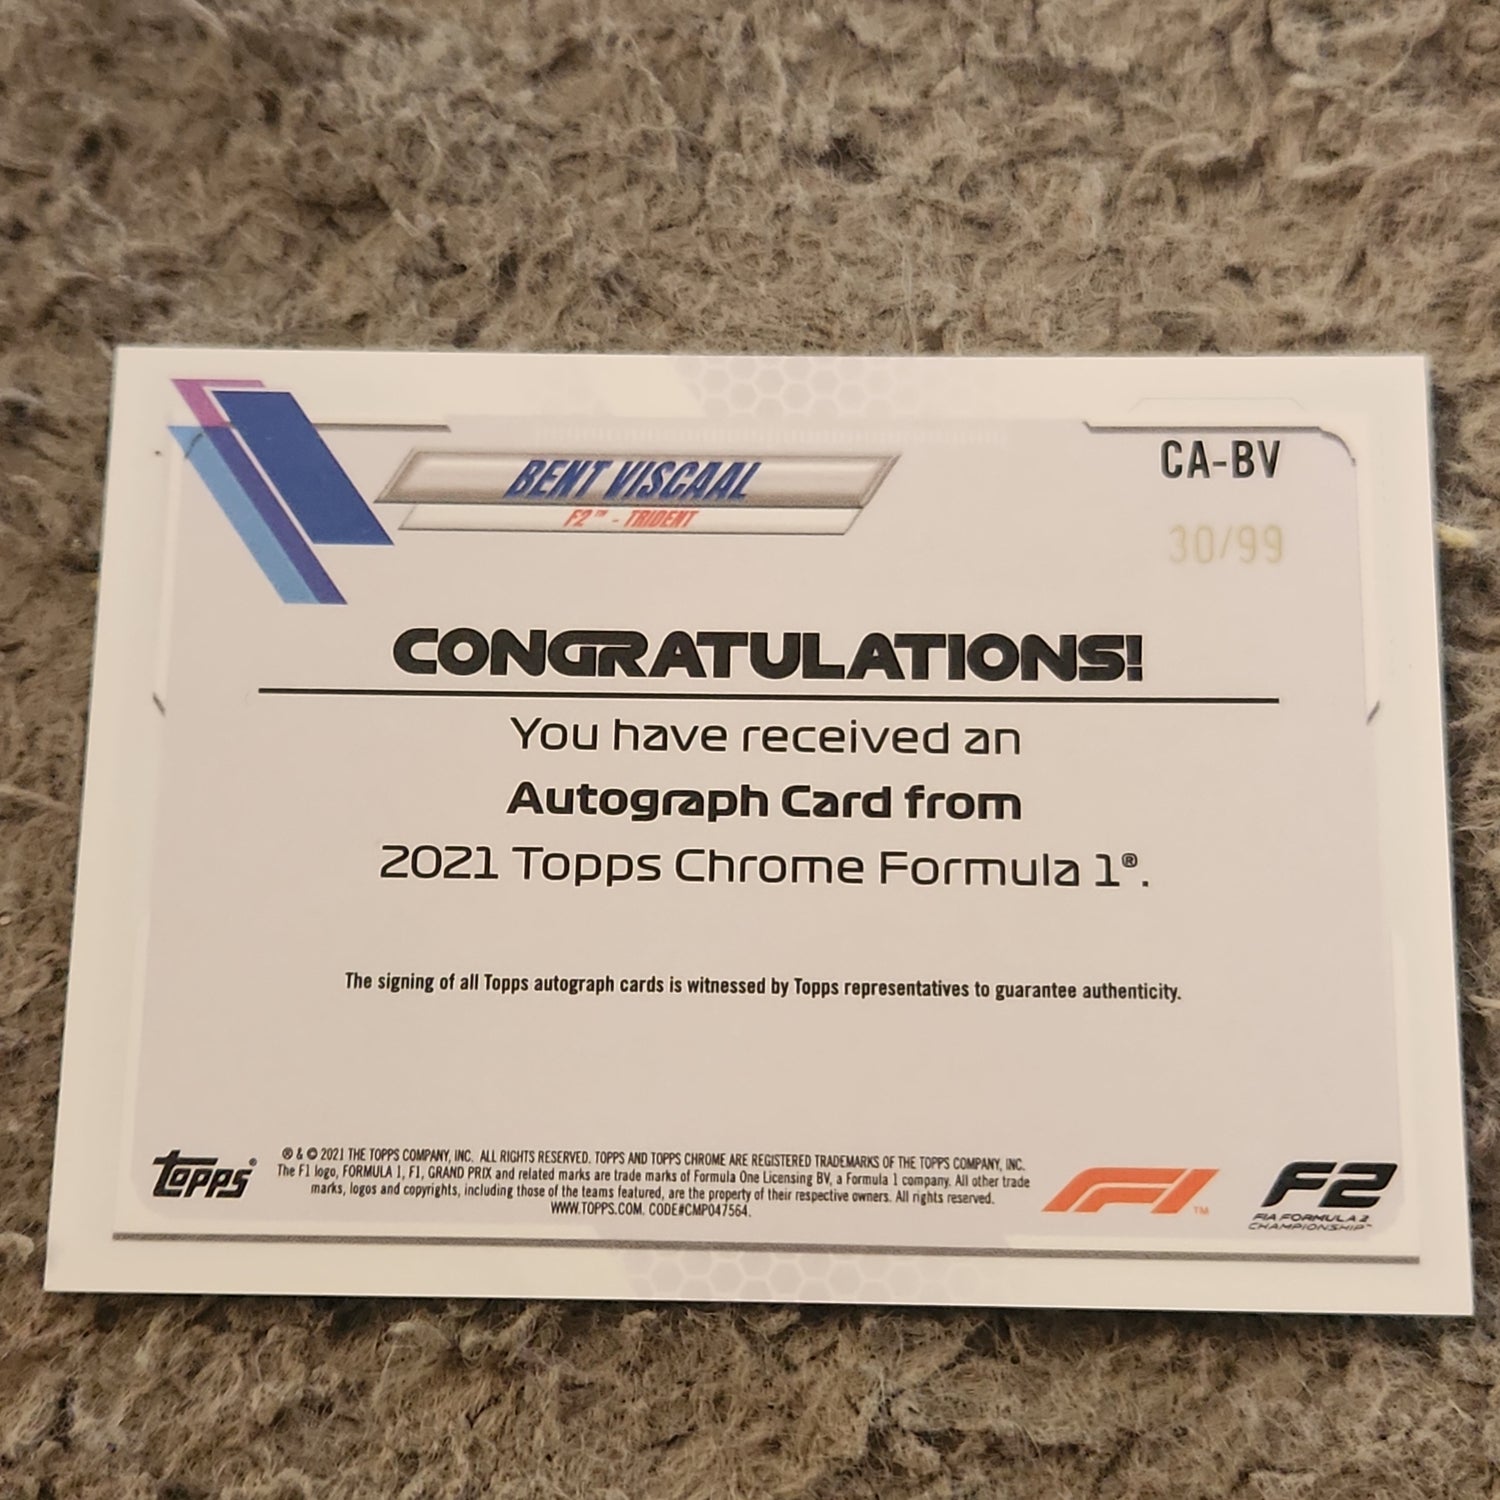 BENT VISCAAL
F2™ - TRIDENT
CA-BV
30/99
CONGRATULATIONS!
You have received an
Autograph Card from
2021 Topps Chrome Formula 1®.
The signing of all Topps autograph cards is witnessed by Topps representatives to guarantee authenticity.
Topps®
® & © 2021 THE TOPPS COMPANY, INC. ALL RIGHTS RESERVED. TOPPS AND TOPPS CHROME ARE REGISTERED TRADEMARKS OF THE TOPPS COMPANY, INC.
The F1 logo, FORMULA 1, F1, GRAND PRIX and related marks are trade marks of Formula One Licensing BV, a Formula 1 company. All other trade
marks, logos and copyrights, including those of the teams featured, are the property of their respective owners. All rights reserved.
WWW.TOPPS.COM. CODE#CMP047564.
F1™
F2
FIA FORMULA 2
CHAMPIONSHIP™